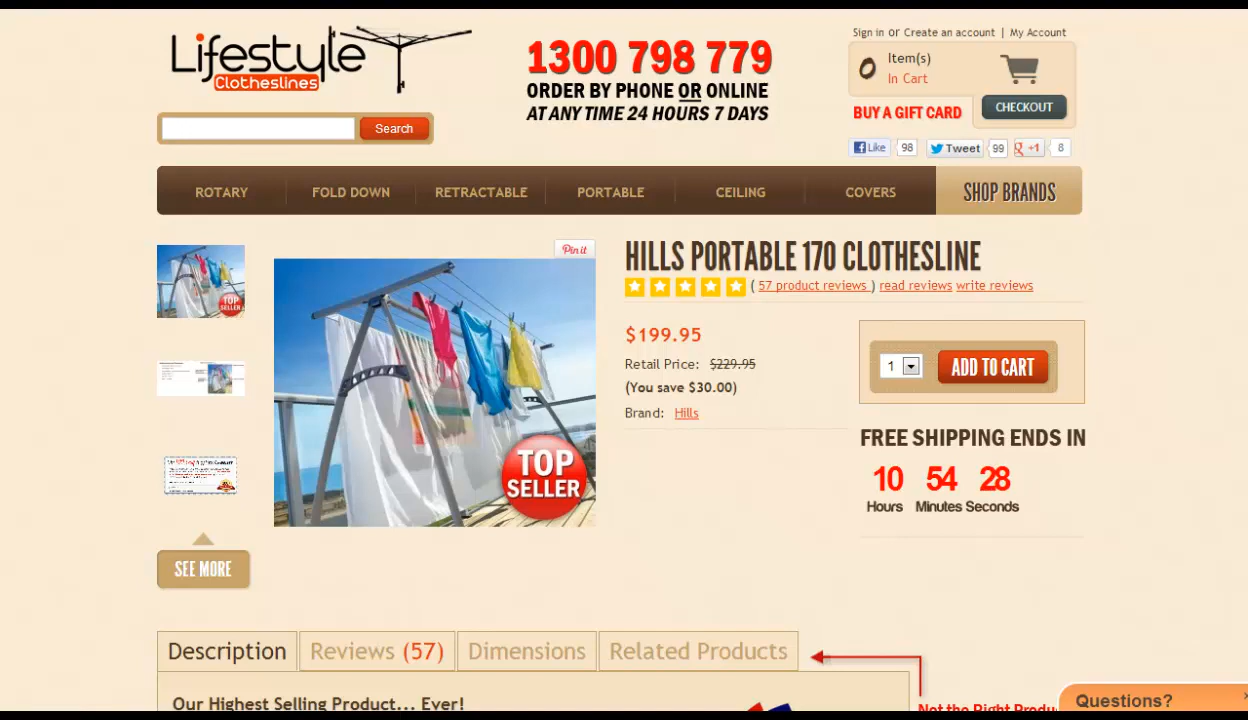 Lifestyle
Clotheslines
1300 798 779
ORDER BY PHONE OR ONLINE
AT ANY TIME 24 HOURS 7 DAYS
Sign in or Create an account | My Account
0 Item(s)
In Cart
BUY A GIFT CARD
CHECKOUT
Search
Like 98
Tweet 99
g +1 8
ROTARY FOLD DOWN RETRACTABLE PORTABLE CEILING COVERS SHOP BRANDS
Pin it
HILLS PORTABLE 170 CLOTHESLINE
( 57 product reviews ) read reviews write reviews
$199.95
Retail Price: $229.95
(You save $30.00)
Brand: Hills
1 ADD TO CART
FREE SHIPPING ENDS IN
10 54 28
Hours Minutes Seconds
TOP
SELLER
TOP
SELLER
SEE MORE
Description Reviews (57) Dimensions Related Products
Our Highest Selling Product... Ever!
Not the Right Produ
Questions? ×